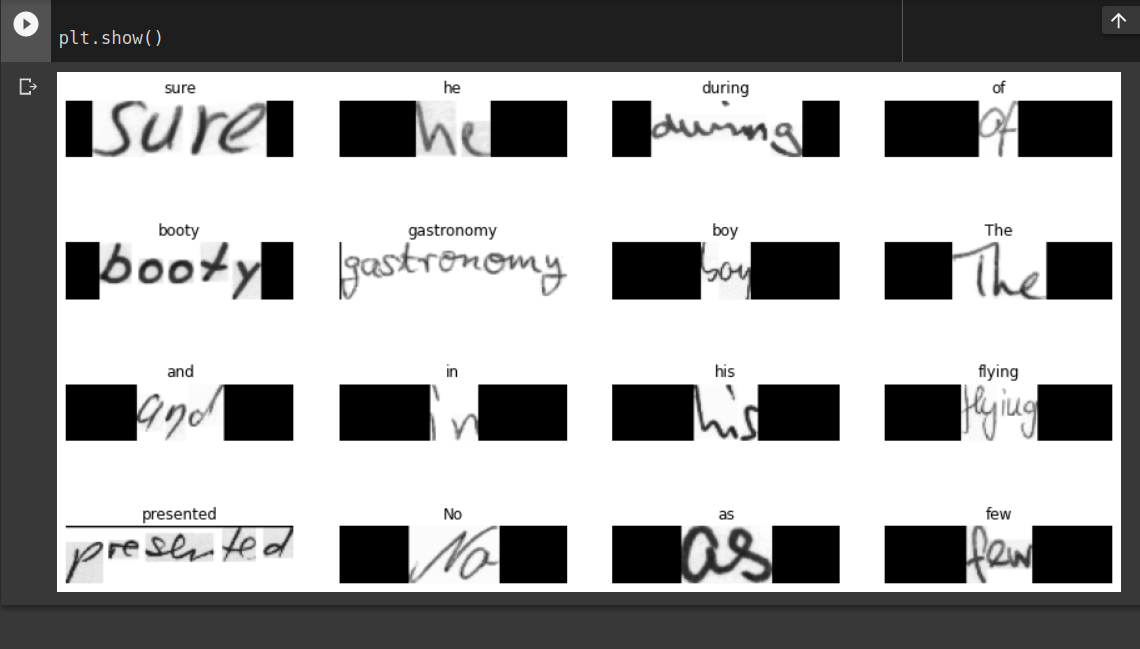 plt.show()
sure he during of
sure he during of
booty gastronomy boy The
booty gastronomy boy The
and in his flying
and in his flying
presented No as few
presented No as few